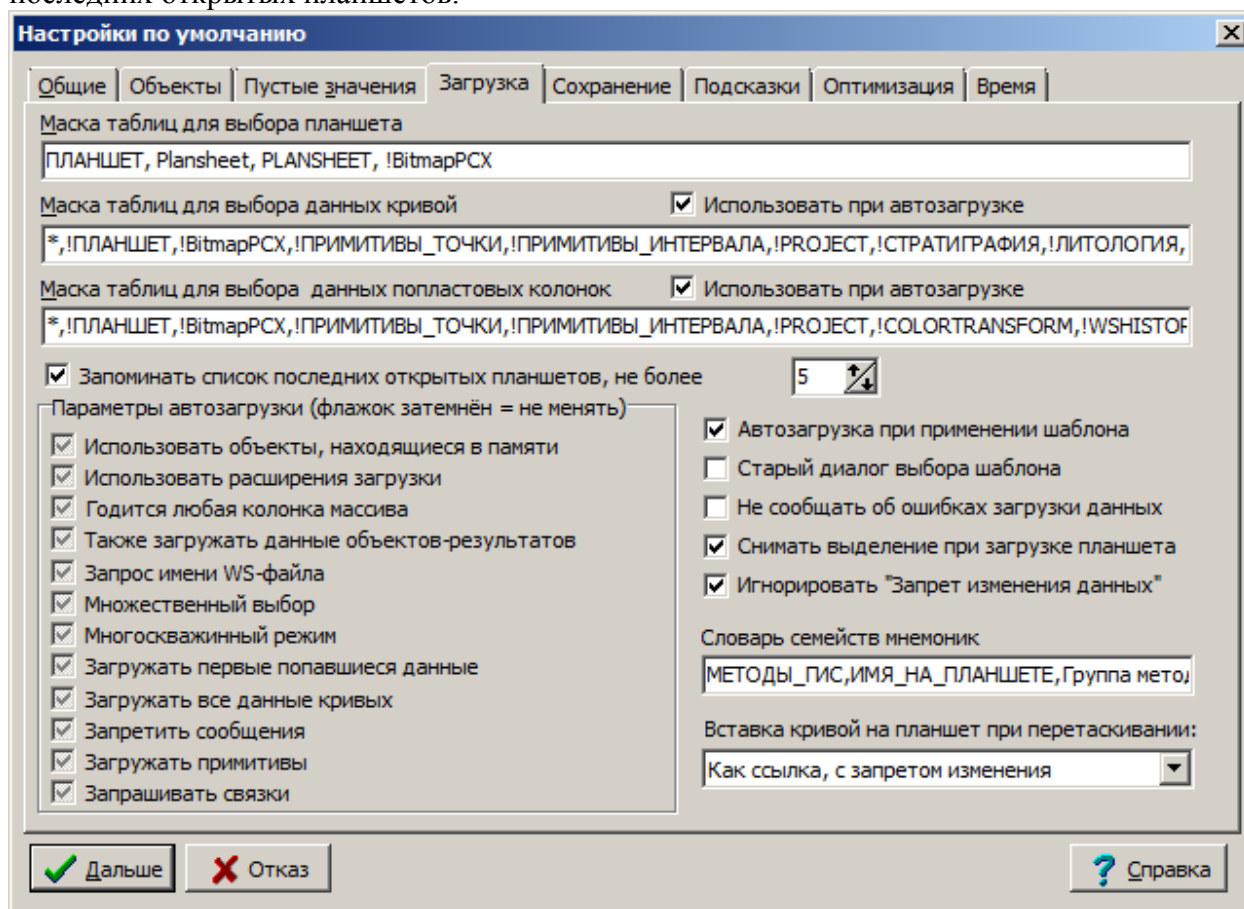 последних открытых планшетов.
Настройки по умолчанию
Общие Объекты Пустые значения Загрузка Сохранение Подсказки Оптимизация Время
Маска таблиц для выбора планшета
ПЛАНШЕТ, Plansheet, PLANSHEET, !BitmapPCX
Маска таблиц для выбора данных кривой Использовать при автозагрузке
*,!ПЛАНШЕТ,!BitmapPCX,!ПРИМИТИВЫ_ТОЧКИ,!ПРИМИТИВЫ_ИНТЕРВАЛА,!PROJECT,!СТРАТИГРАФИЯ,!ЛИТОЛОГИЯ,
Маска таблиц для выбора данных попластовых колонок Использовать при автозагрузке
*,!ПЛАНШЕТ,!BitmapPCX,!ПРИМИТИВЫ_ТОЧКИ,!ПРИМИТИВЫ_ИНТЕРВАЛА,!PROJECT,!COLORTRANSFORM,!WSHISTOR
Запоминать список последних открытых планшетов, не более 5
Параметры автозагрузки (флажок затемнён = не менять)
Использовать объекты, находящиеся в памяти
Использовать расширения загрузки
Годится любая колонка массива
Также загружать данные объектов-результатов
Запрос имени WS-файла
Множественный выбор
Многоскважинный режим
Загружать первые попавшиеся данные
Загружать все данные кривых
Запретить сообщения
Загружать примитивы
Запрашивать связки
Автозагрузка при применении шаблона
Старый диалог выбора шаблона
Не сообщать об ошибках загрузки данных
Снимать выделение при загрузке планшета
Игнорировать "Запрет изменения данных"
Словарь семейств мнемоник
МЕТОДЫ_ГИС,ИМЯ_НА_ПЛАНШЕТЕ,Группа метод
Вставка кривой на планшет при перетаскивании:
Как ссылка, с запретом изменения
Дальше Отказ Справка